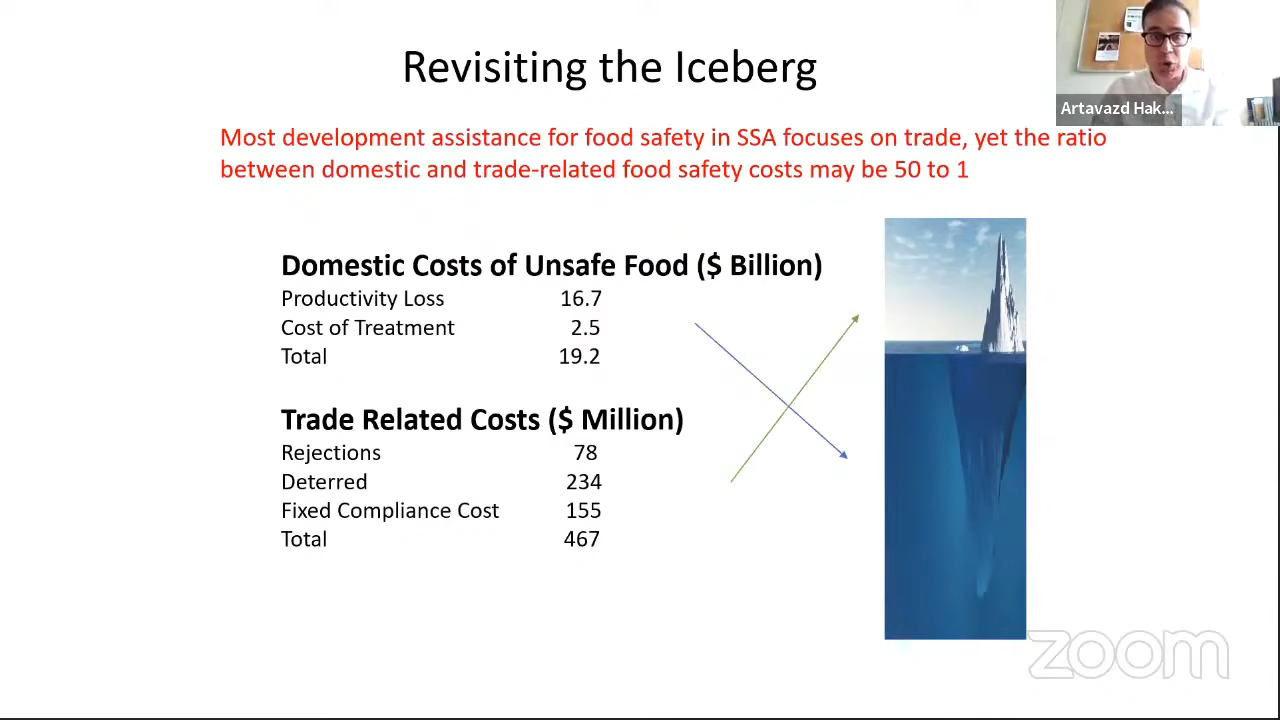 Revisiting the Iceberg
Artavazd Hak...
Most development assistance for food safety in SSA focuses on trade, yet the ratio
between domestic and trade-related food safety costs may be 50 to 1
Domestic Costs of Unsafe Food ($ Billion)
Productivity Loss 16.7
Cost of Treatment 2.5
Total 19.2
Trade Related Costs ($ Million)
Rejections 78
Deterred 234
Fixed Compliance Cost 155
Total 467
zoom